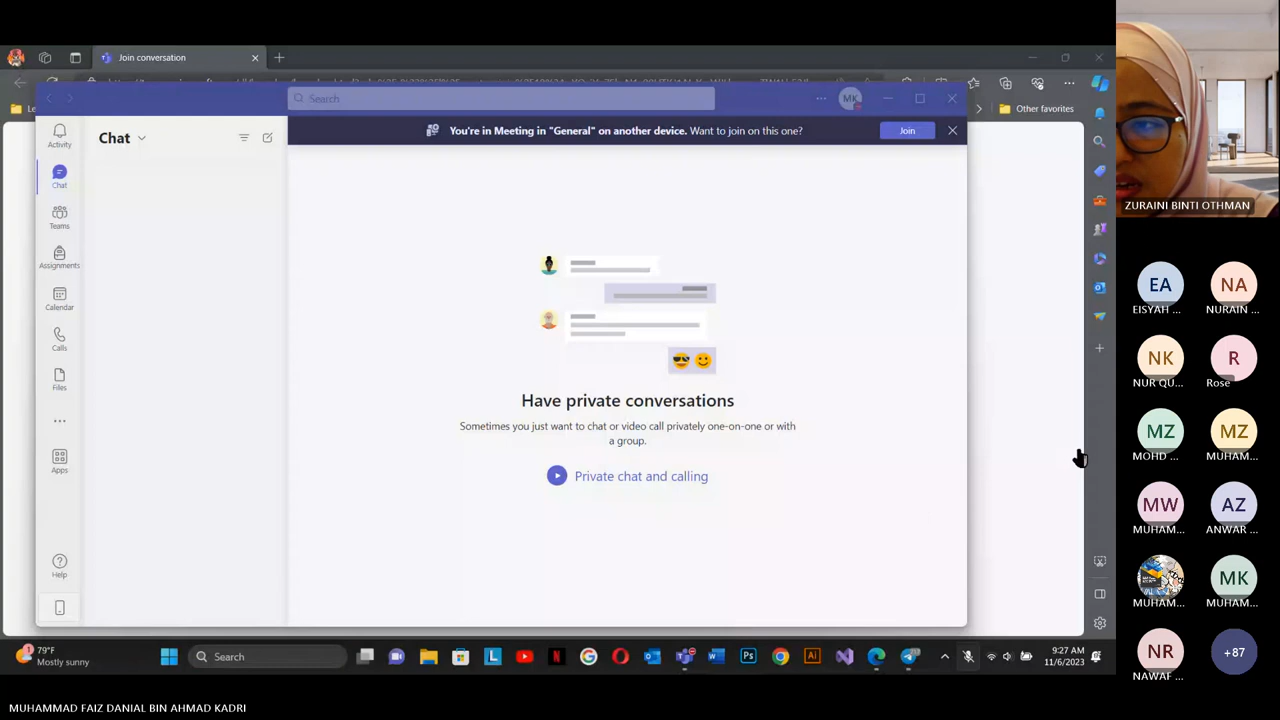 Join conversation
Search
MK
Other favorites
Activity
Chat
Teams
Assignments
Calendar
Calls
Files
Apps
Help
Chat
You're in Meeting in "General" on another device. Want to join on this one?
Join
Have private conversations
Sometimes you just want to chat or video call privately one-on-one or with
a group.
Private chat and calling
1
79°F
Mostly sunny
Search
L
N
G
W
Ps
Ai
9:27 AM
11/6/2023
ZURAINI BINTI OTHMAN
EA
EISYAH ...
NA
NURAIN ...
NK
NUR QU...
R
Rose
MZ
MOHD ...
MZ
MUHAM...
MW
MUHAM...
AZ
ANWAR ...
MUHAM...
MK
MUHAM...
NR
NAWAF ...
+87
MUHAMMAD FAIZ DANIAL BIN AHMAD KADRI